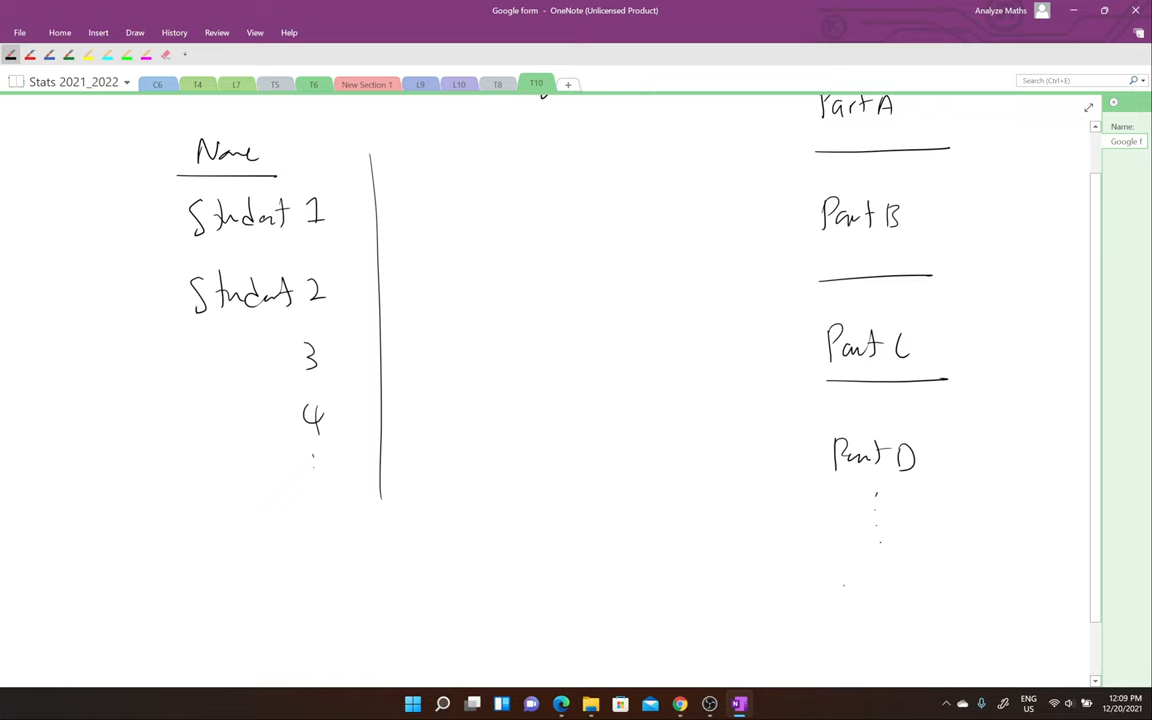 Google form - OneNote (Unlicensed Product)
Analyze Maths
File Home Insert Draw History Review View Help
Stats 2021_2022
C6 T4 L7 T5 T6 New Section 1 L9 L10 T8 T10
Search (Ctrl+E)
Name:
Google f
Part A
Name
Student 1
Part B
Student 2
3
Part C
4
Part D
ENG
US
12:09 PM
12/20/2021